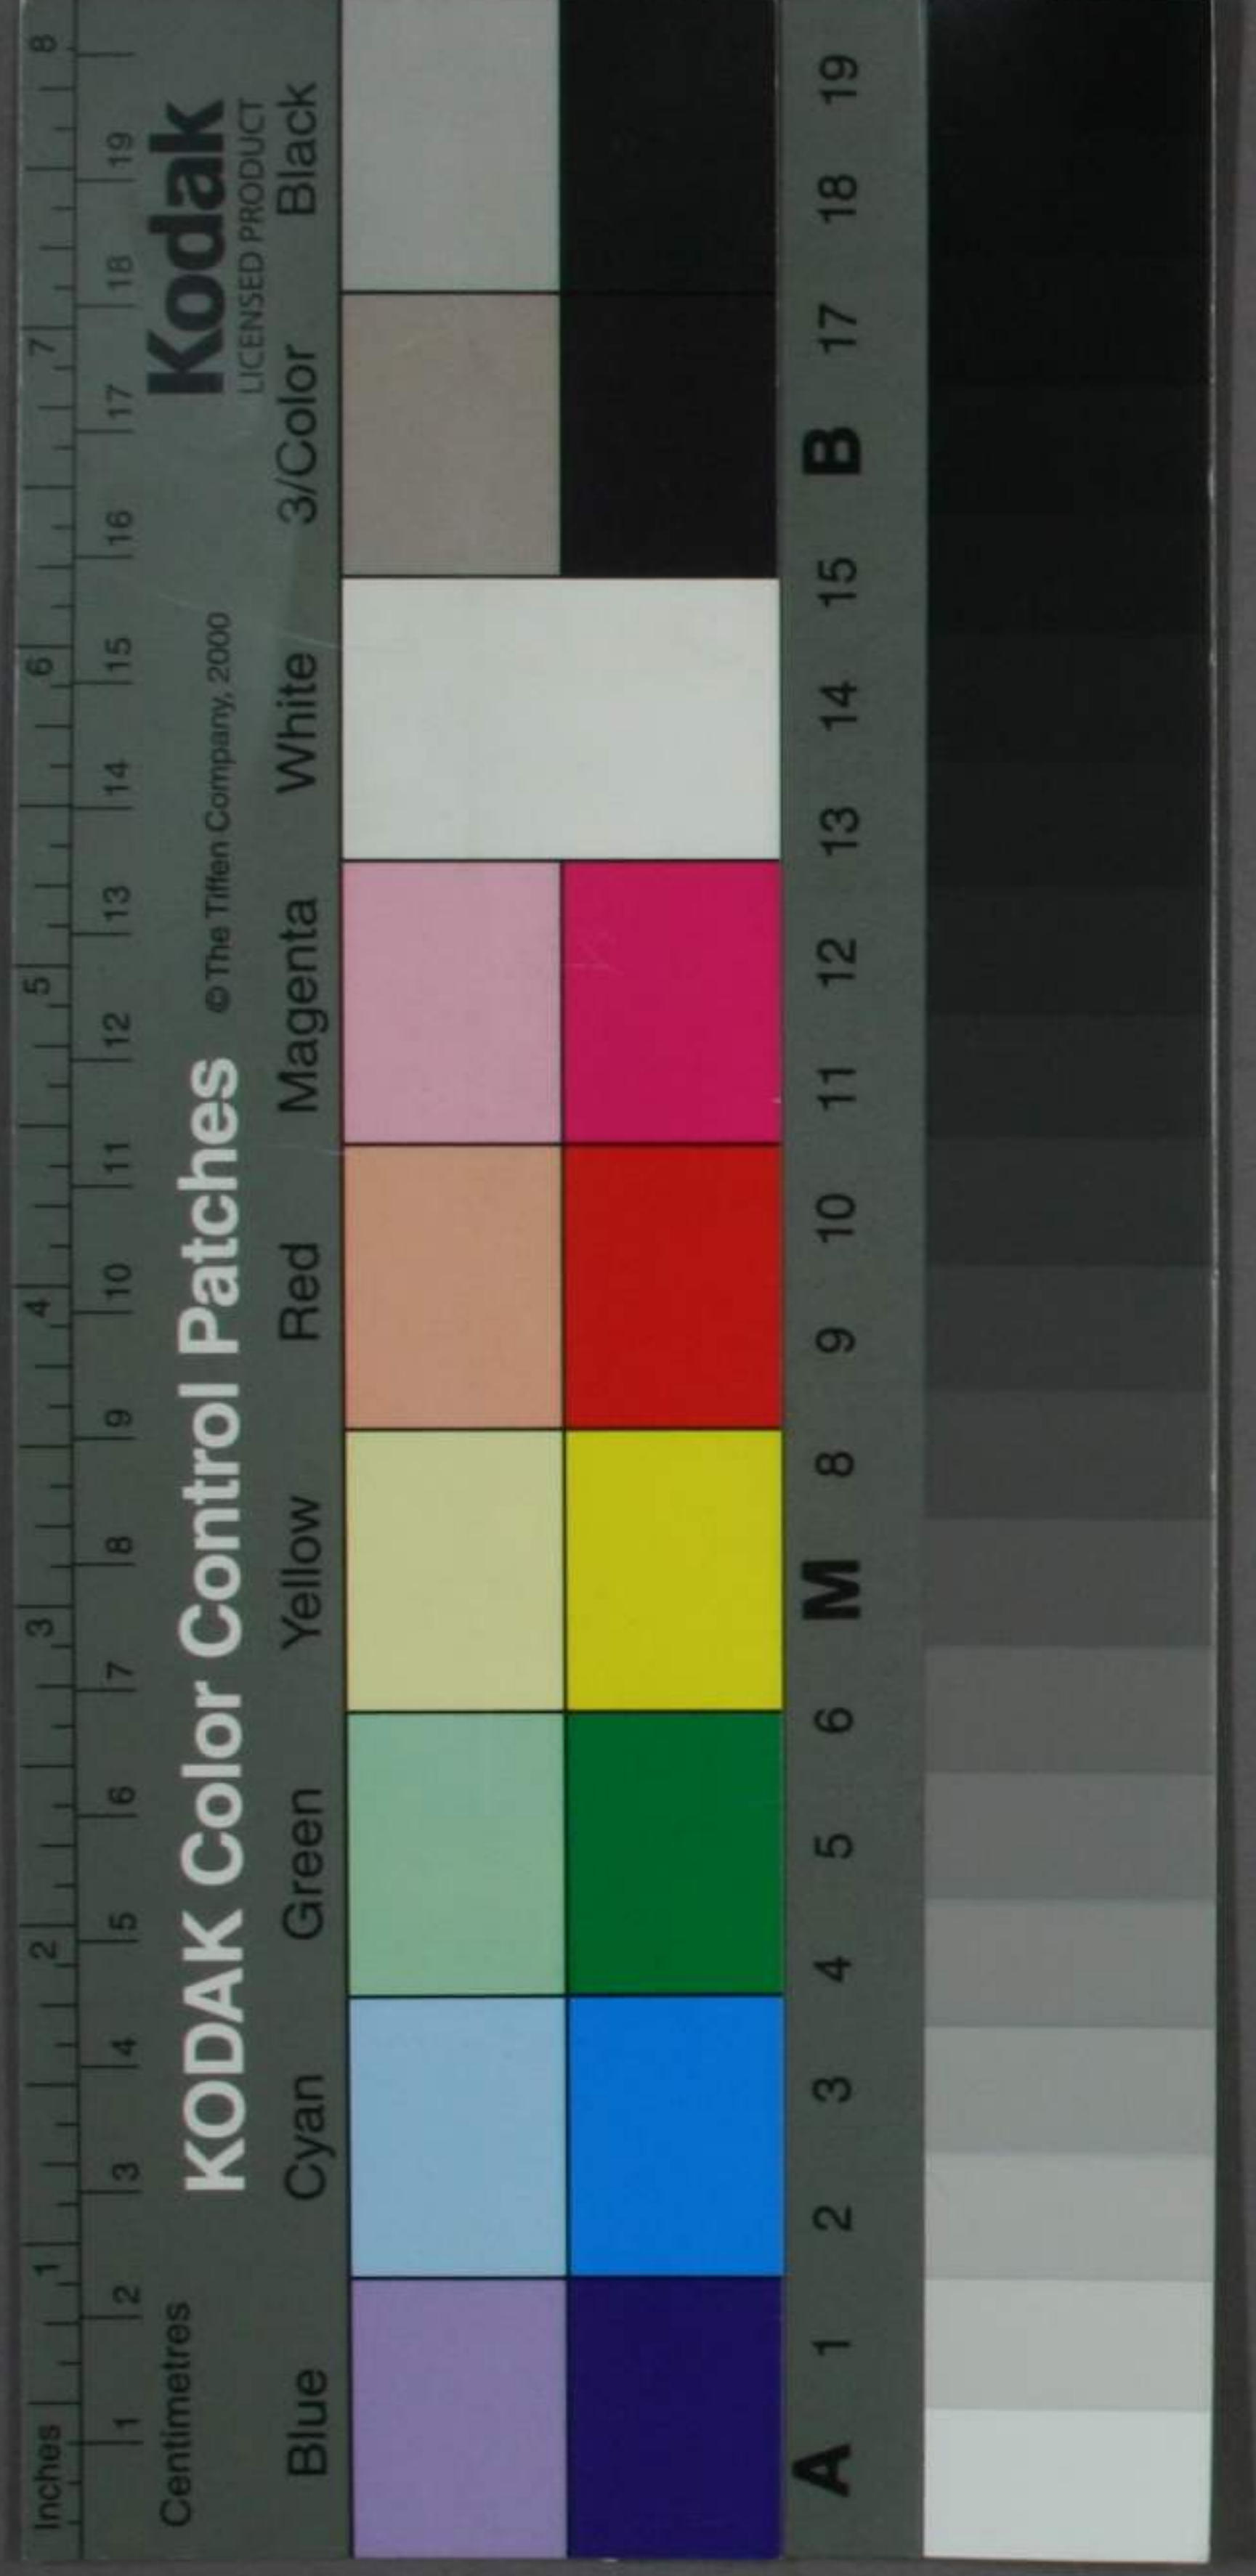 Inches 1 2 3 4 5 6 7 8
Centimetres 1 2 3 4 5 6 7 8 9 10 11 12 13 14 15 16 17 18 19
KODAK Color Control Patches © The Tiffen Company, 2000 Kodak
LICENSED PRODUCT
Blue Cyan Green Yellow Red Magenta White 3/Color Black
A 1 2 3 4 5 6 M 8 9 10 11 12 13 14 15 B 17 18 19